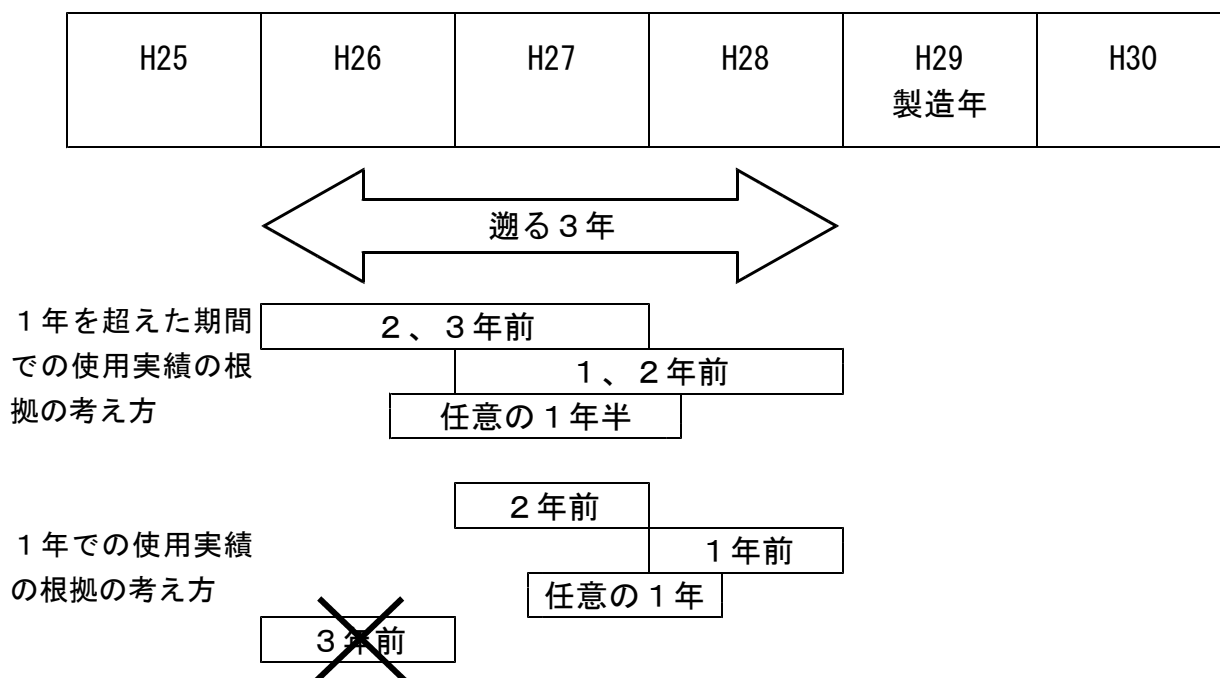 H25 H26 H27 H28 H29 H30
製造年
遡る３年
１年を超えた期間
での使用実績の根
拠の考え方
２、３年前
１、２年前
任意の１年半
１年での使用実績
の根拠の考え方
２年前
１年前
任意の１年
３年前